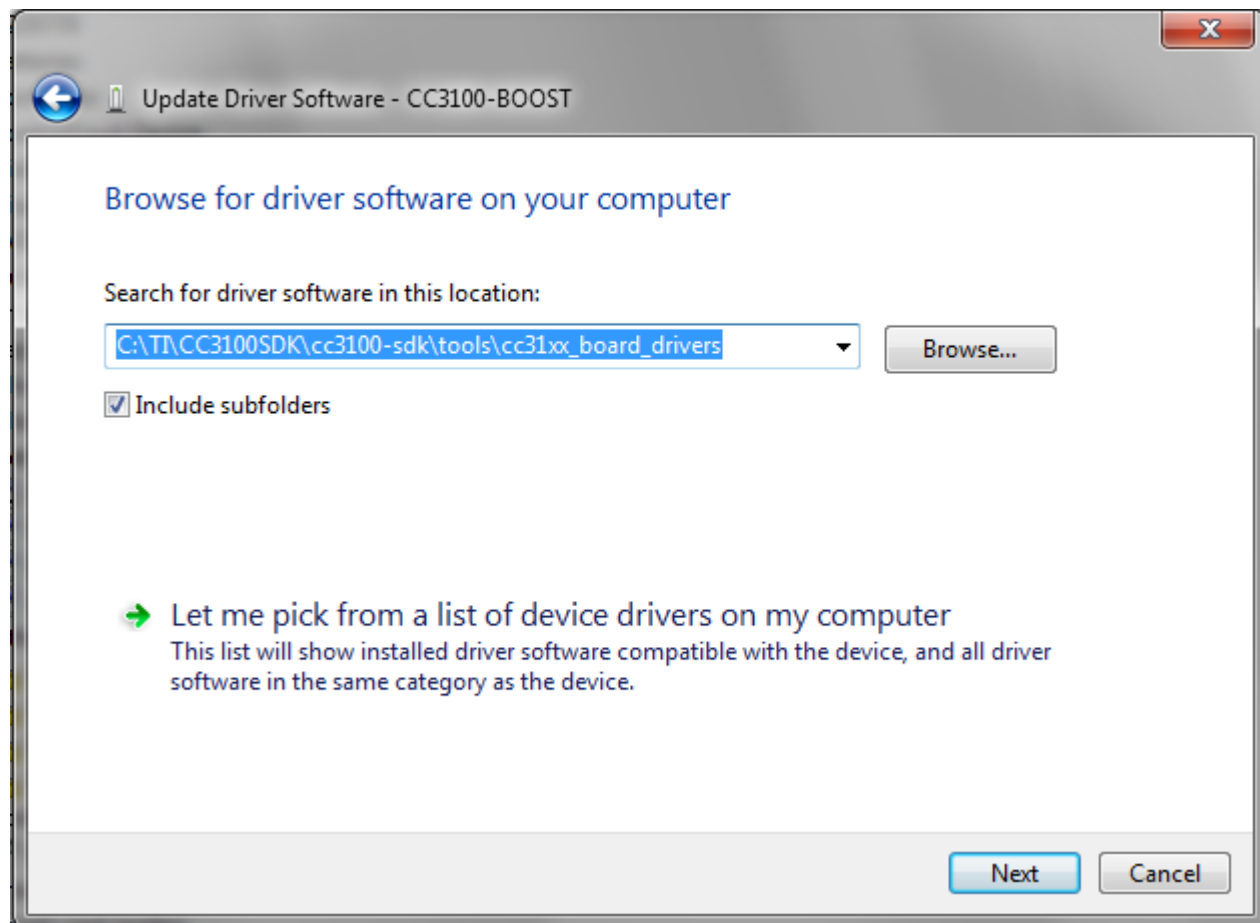 Update Driver Software - CC3100-BOOST
Browse for driver software on your computer
Search for driver software in this location:
C:\TI\CC3100SDK\cc3100-sdk\tools\cc31xx_board_drivers
Browse...
Include subfolders
Let me pick from a list of device drivers on my computer
This list will show installed driver software compatible with the device, and all driver
software in the same category as the device.
Next
Cancel